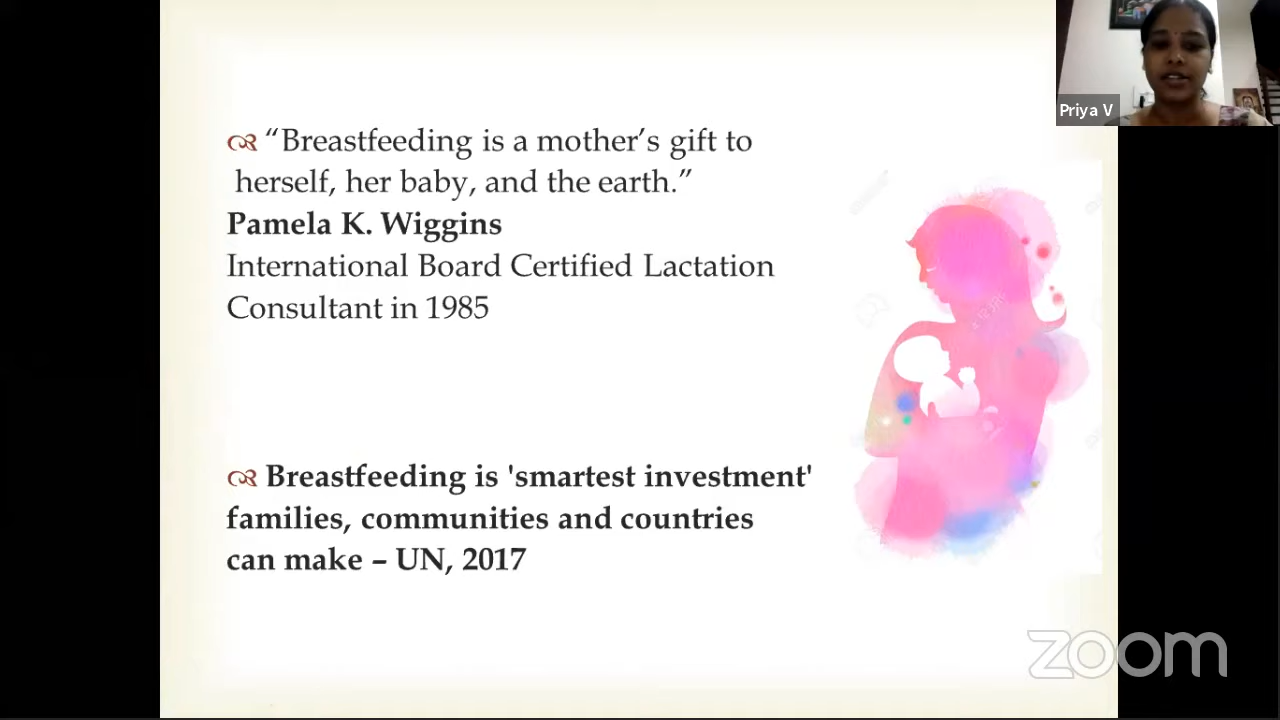 “Breastfeeding is a mother’s gift to
herself, her baby, and the earth.”
Pamela K. Wiggins
International Board Certified Lactation
Consultant in 1985
Breastfeeding is 'smartest investment'
families, communities and countries
can make – UN, 2017
Priya V
zoom